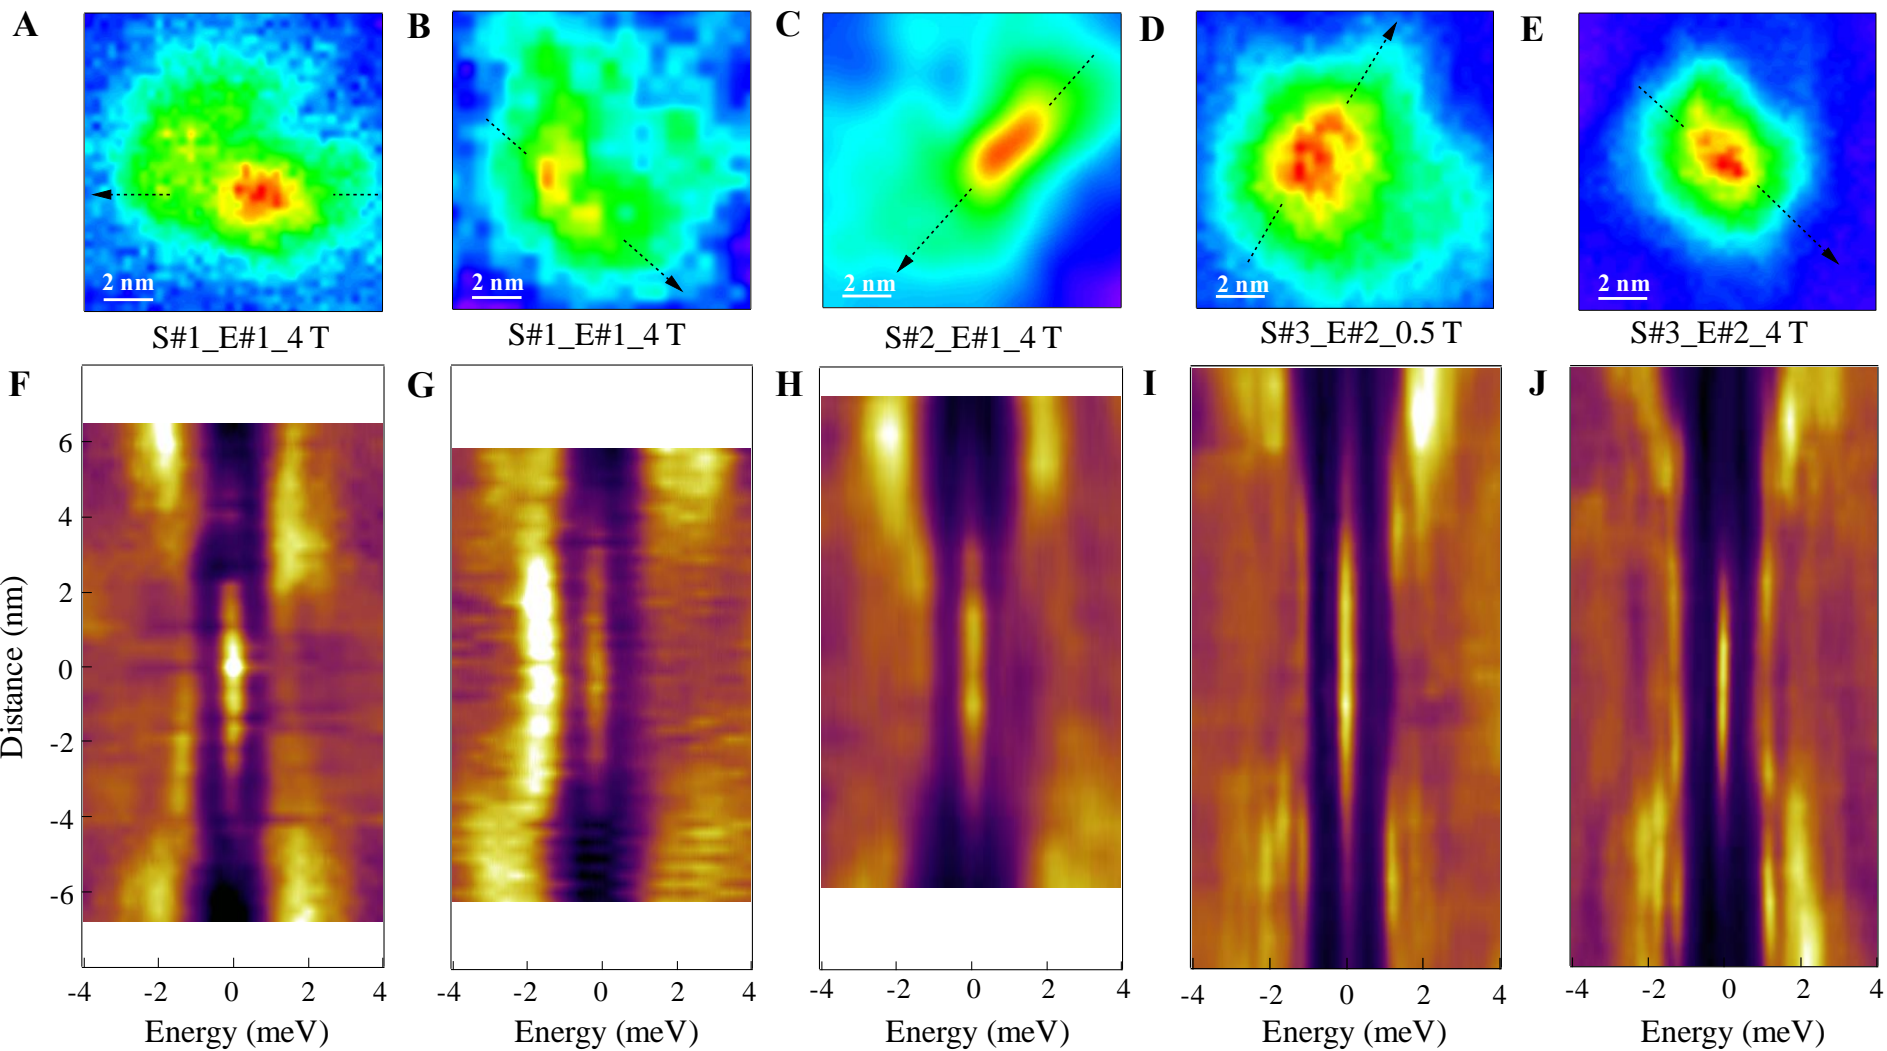 A
B
C
D
E
2 nm
2 nm
2 nm
2 nm
2 nm
S#1_E#1_4 T
S#1_E#1_4 T
S#2_E#1_4 T
S#3_E#2_0.5 T
S#3_E#2_4 T
F
G
H
I
J
Distance (nm)
6
4
2
0
-2
-4
-6
-4 -2 0 2 4
-4 -2 0 2 4
-4 -2 0 2 4
-4 -2 0 2 4
-4 -2 0 2 4
Energy (meV)
Energy (meV)
Energy (meV)
Energy (meV)
Energy (meV)